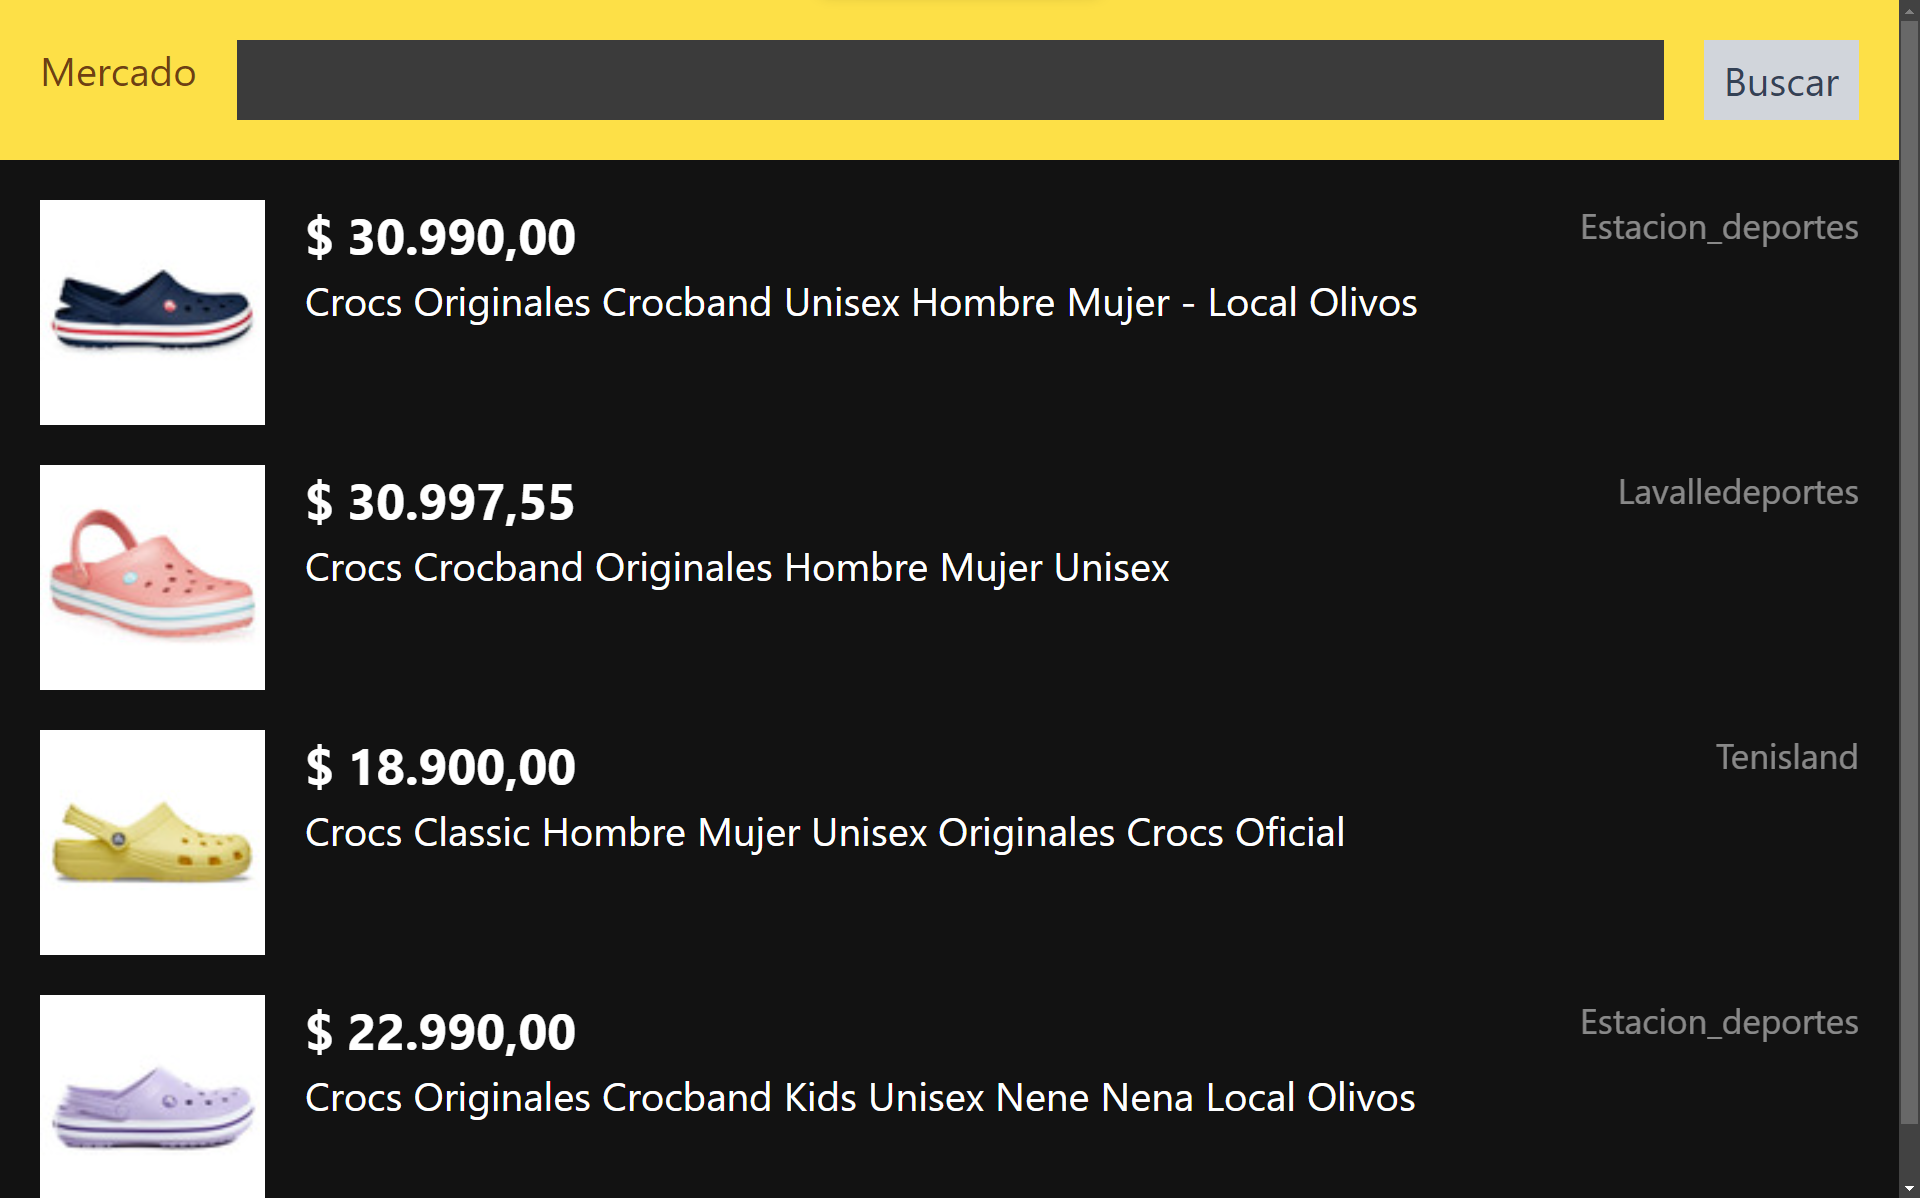 Mercado
Buscar
$ 30.990,00
Estacion_deportes
Crocs Originales Crocband Unisex Hombre Mujer - Local Olivos
$ 30.997,55
Lavalledeportes
Crocs Crocband Originales Hombre Mujer Unisex
$ 18.900,00
Tenisland
Crocs Classic Hombre Mujer Unisex Originales Crocs Oficial
$ 22.990,00
Estacion_deportes
Crocs Originales Crocband Kids Unisex Nene Nena Local Olivos